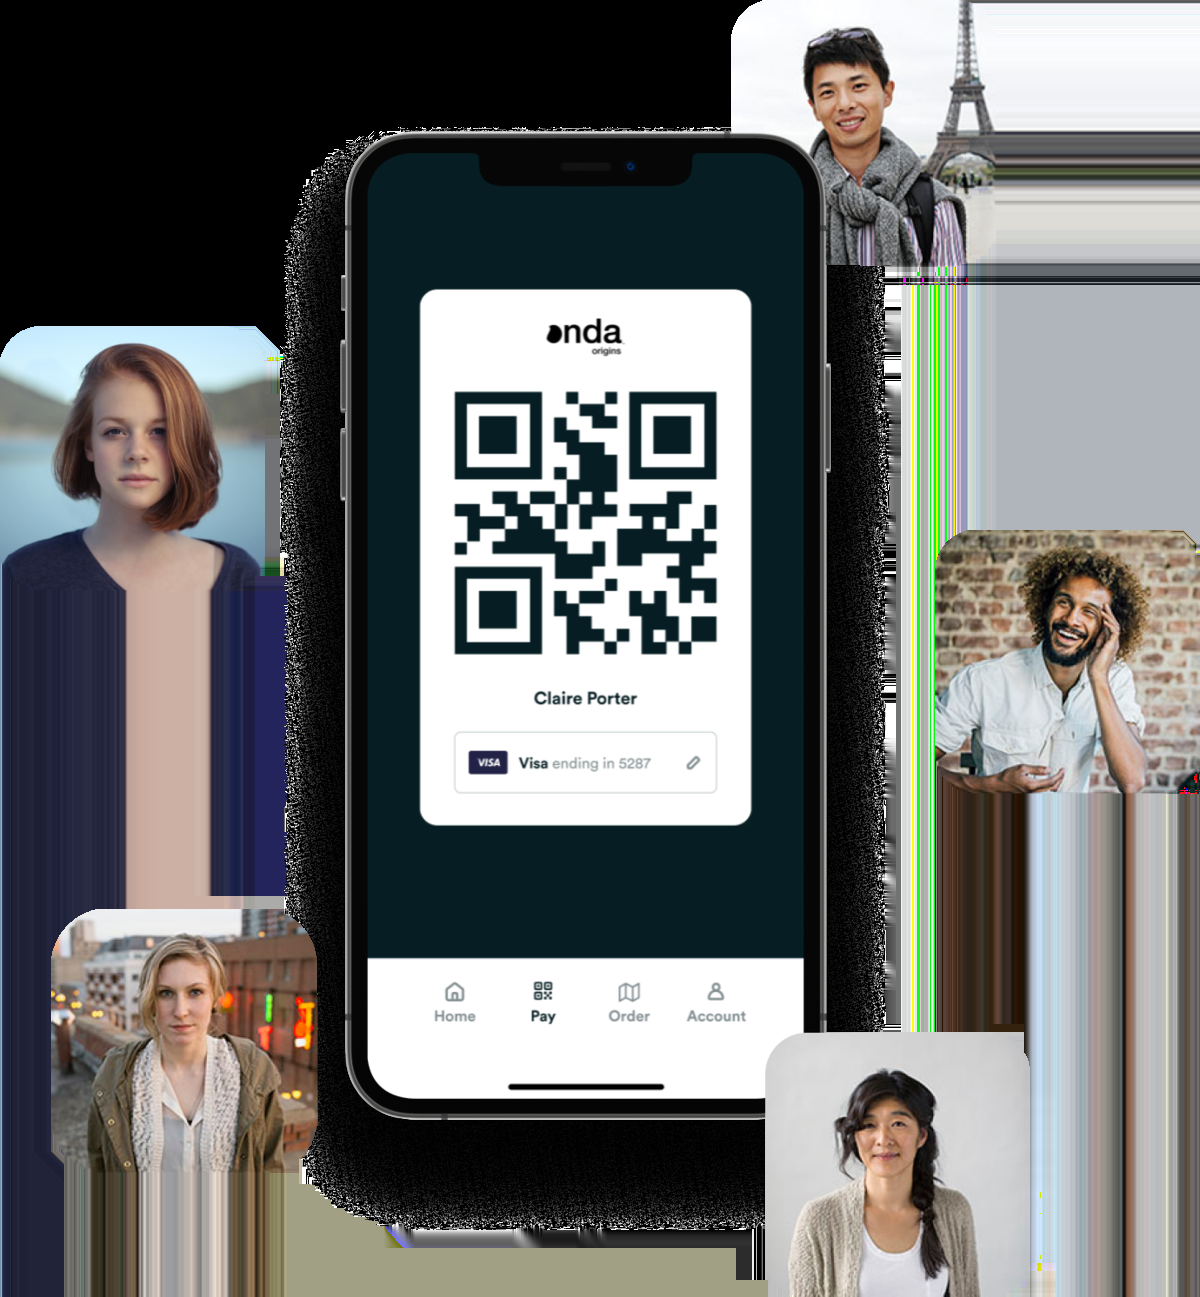 onda
origins
Claire Porter
VISA Visa ending in 5287
Home Pay Order Account